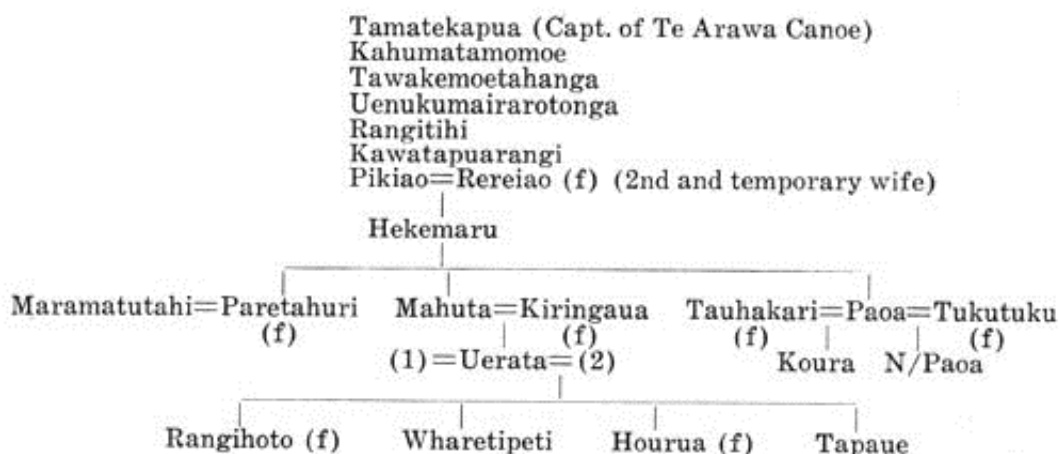 Tamatekapua (Capt. of Te Arawa Canoe)
Kahumatamomoe
Tawakemoetahanga
Uenukumairarotonga
Rangitihi
Kawatapuarangi
Pikiao=Rereiao (f) (2nd and temporary wife)
Hekemaru
Maramatutahi=Paretahuri Mahuta=Kiringaua Tauhakari=Paoa=Tukutuku
(f) (f) (f) (f)
(1)=Uerata=(2) Koura N/Paoa
Rangihoto (f) Wharetipeti Hourua (f) Tapaue